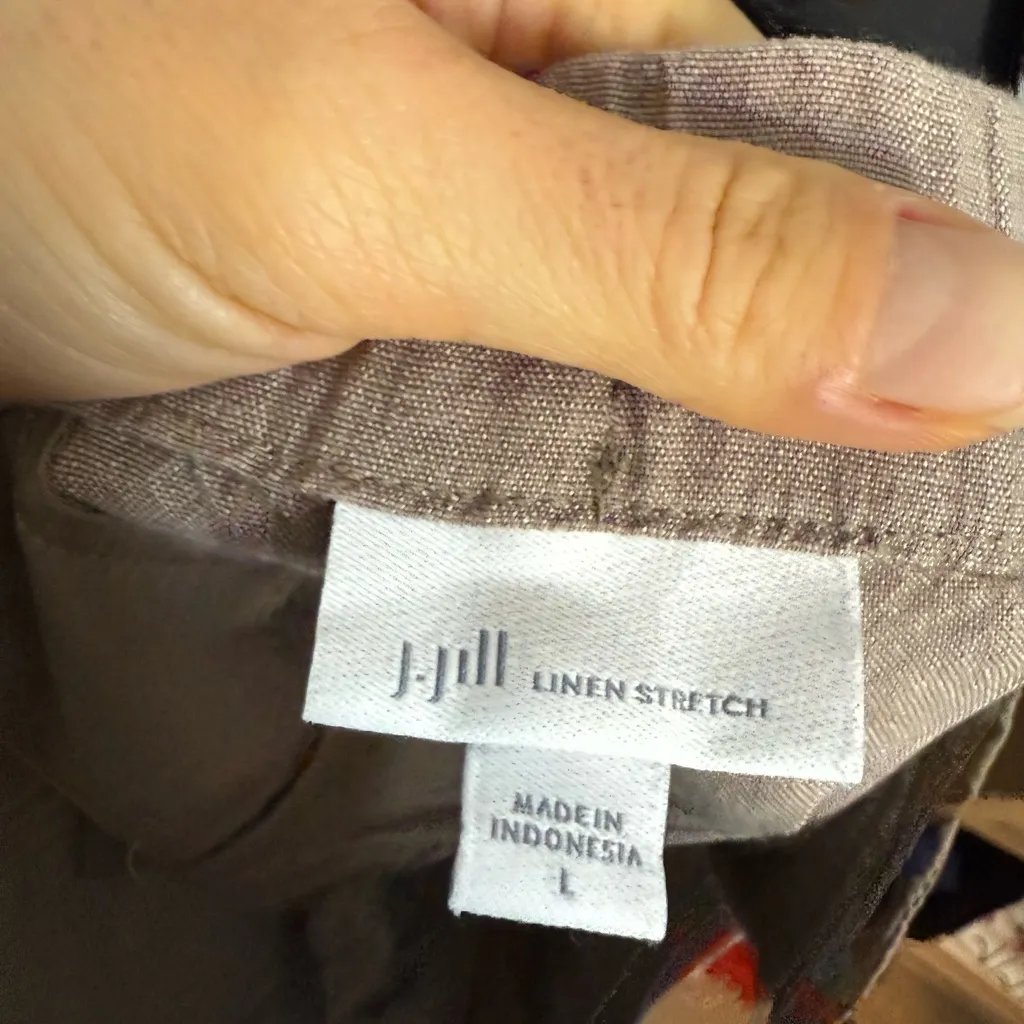 J.Jill LINEN STRETCH
MADE IN
INDONESIA
L